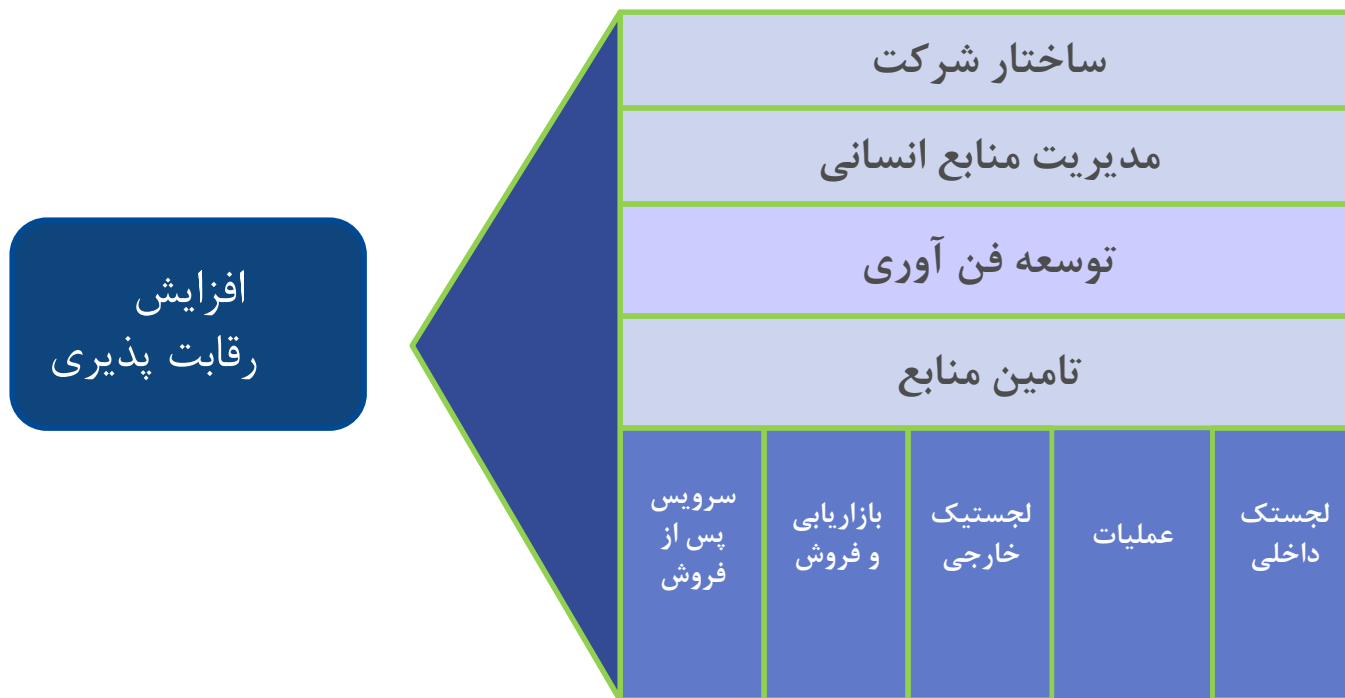 ساختار شرکت
مدیریت منابع انسانی
توسعه فن آوری
تامین منابع
لجستک
داخلی
عملیات
لجستیک
خارجی
بازاریابی
و فروش
سرویس
پس از
فروش
افزایش
رقابت پذیری